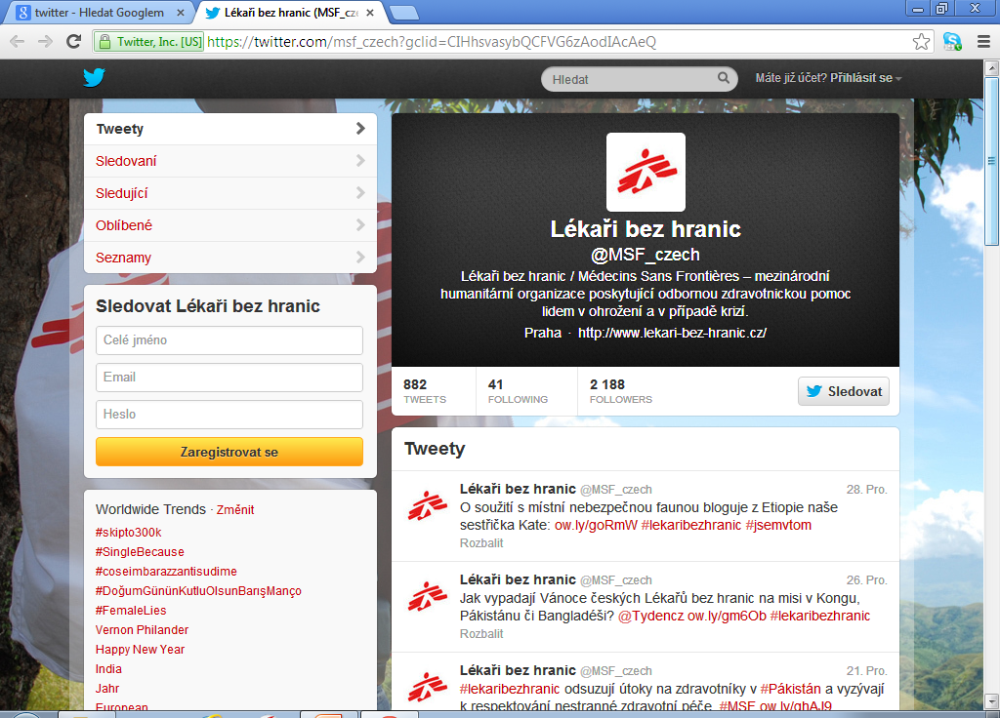 twitter - Hledat Googlem
Lékaři bez hranic (MSF_cze
Twitter, Inc. [US] https://twitter.com/msf_czech?gclid=CIHhsvasybQCFVG6zAodIAcAeQ
Hledat
Máte již účet? Přihlásit se
Tweety
Sledovaní
Sledující
Oblíbené
Seznamy
Sledovat Lékaři bez hranic
Celé jméno
Email
Heslo
Zaregistrovat se
Worldwide Trends · Změnit
#skipto300k
#SingleBecause
#coseimbarazzantisudime
#DoğumGününKutluOlsunBarışManço
#FemaleLies
Vernon Philander
Happy New Year
India
Jahr
European
Lékaři bez hranic
@MSF_czech
Lékaři bez hranic / Médecins Sans Frontières – mezinárodní
humanitární organizace poskytující odbornou zdravotnickou pomoc
lidem v ohrožení a v případě krizí.
Praha · http://www.lekari-bez-hranic.cz/
882
TWEETS
41
FOLLOWING
2 188
FOLLOWERS
Sledovat
Tweety
Lékaři bez hranic @MSF_czech 28. Pro.
O soužití s místní nebezpečnou faunou bloguje z Etiopie naše
sestřička Kate: ow.ly/goRmW #lekaribezhranic #jsemvtom
Rozbalit
Lékaři bez hranic @MSF_czech 26. Pro.
Jak vypadají Vánoce českých Lékařů bez hranic na misi v Kongu,
Pákistánu či Bangladéši? @Tydencz ow.ly/gm6Ob #lekaribezhranic
Rozbalit
Lékaři bez hranic @MSF_czech 21. Pro.
#lekaribezhranic odsuzují útoky na zdravotníky v #Pákistán a vyzývají
k respektování nestranné zdravotní péče. #MSF ow.ly/ghAJ9